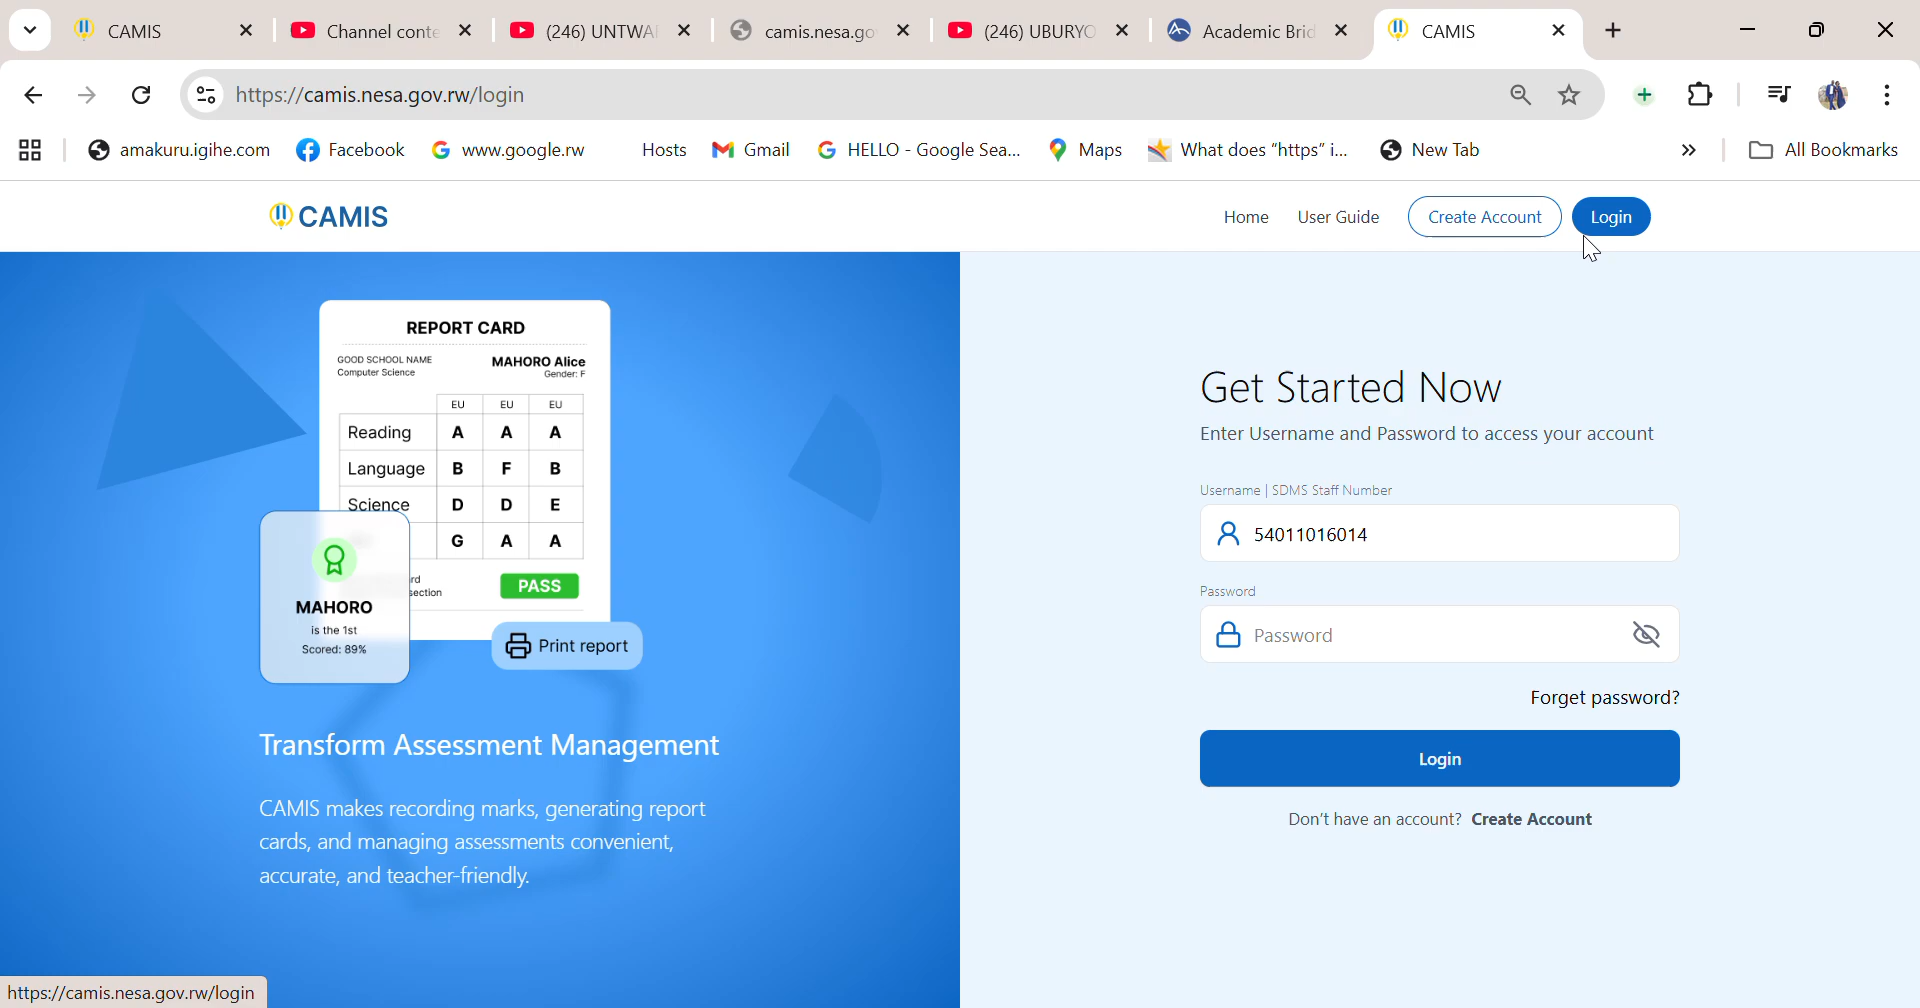 CAMIS
Channel conte
(246) UNTWA
camis.nesa.go
(246) UBURYO
Academic Brid
CAMIS
https://camis.nesa.gov.rw/login
amakuru.igihe.com
Facebook
www.google.rw
Hosts
Gmail
HELLO - Google Sea...
Maps
What does "https" i...
New Tab
All Bookmarks
CAMIS
Home
User Guide
Create Account
Login
REPORT CARD
GOOD SCHOOL NAME
Computer Science
MAHORO Alice
Gender: F
EU EU EU
Reading A A A
Language B F B
Science D D E
G A A
rd
section
PASS
MAHORO
is the 1st
Scored: 89%
Print report
Transform Assessment Management
CAMIS makes recording marks, generating report
cards, and managing assessments convenient,
accurate, and teacher-friendly.
Get Started Now
Enter Username and Password to access your account
Username | SDMS Staff Number
54011016014
Password
Password
Forget password?
Login
Don't have an account? Create Account
https://camis.nesa.gov.rw/login